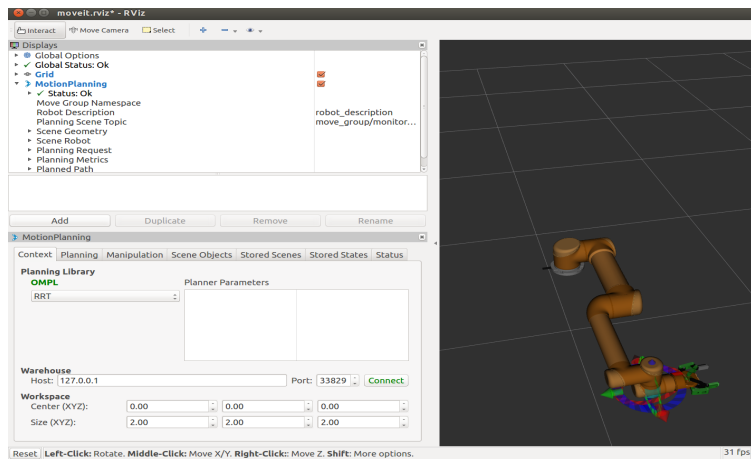 moveit.rviz* - RViz
Interact Move Camera Select
Displays
Global Options
Global Status: Ok
Grid
MotionPlanning
Status: Ok
Move Group Namespace
Robot Description robot_description
Planning Scene Topic move_group/monitor...
Scene Geometry
Scene Robot
Planning Request
Planning Metrics
Planned Path
Add Duplicate Remove Rename
MotionPlanning
Context Planning Manipulation Scene Objects Stored Scenes Stored States Status
Planning Library
OMPL Planner Parameters
RRT
Warehouse
Host: 127.0.0.1 Port: 33829 Connect
Workspace
Center (XYZ): 0.00 0.00 0.00
Size (XYZ): 2.00 2.00 2.00
Reset Left-Click: Rotate. Middle-Click: Move X/Y. Right-Click:: Move Z. Shift: More options. 31 fps